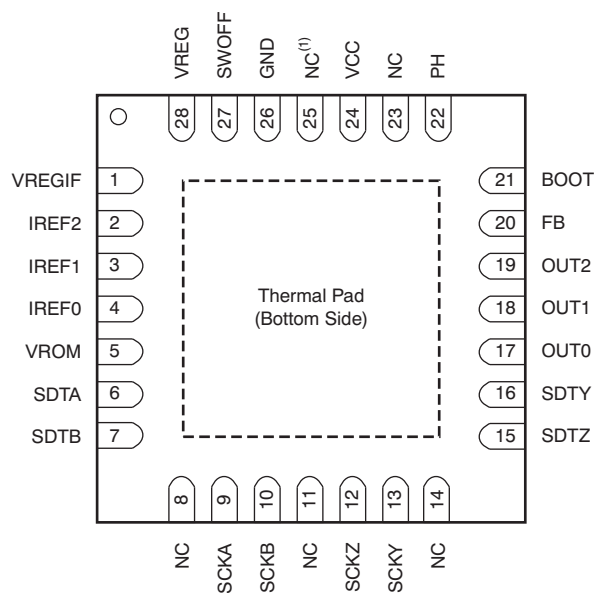 VREG
SWOFF
GND
NC(1)
VCC
NC
PH
28
27
26
25
24
23
22
VREGIF 1
IREF2 2
IREF1 3
IREF0 4
VROM 5
SDTA 6
SDTB 7
Thermal Pad
(Bottom Side)
21 BOOT
20 FB
19 OUT2
18 OUT1
17 OUT0
16 SDTY
15 SDTZ
8
9
10
11
12
13
14
NC
SCKA
SCKB
NC
SCKZ
SCKY
NC